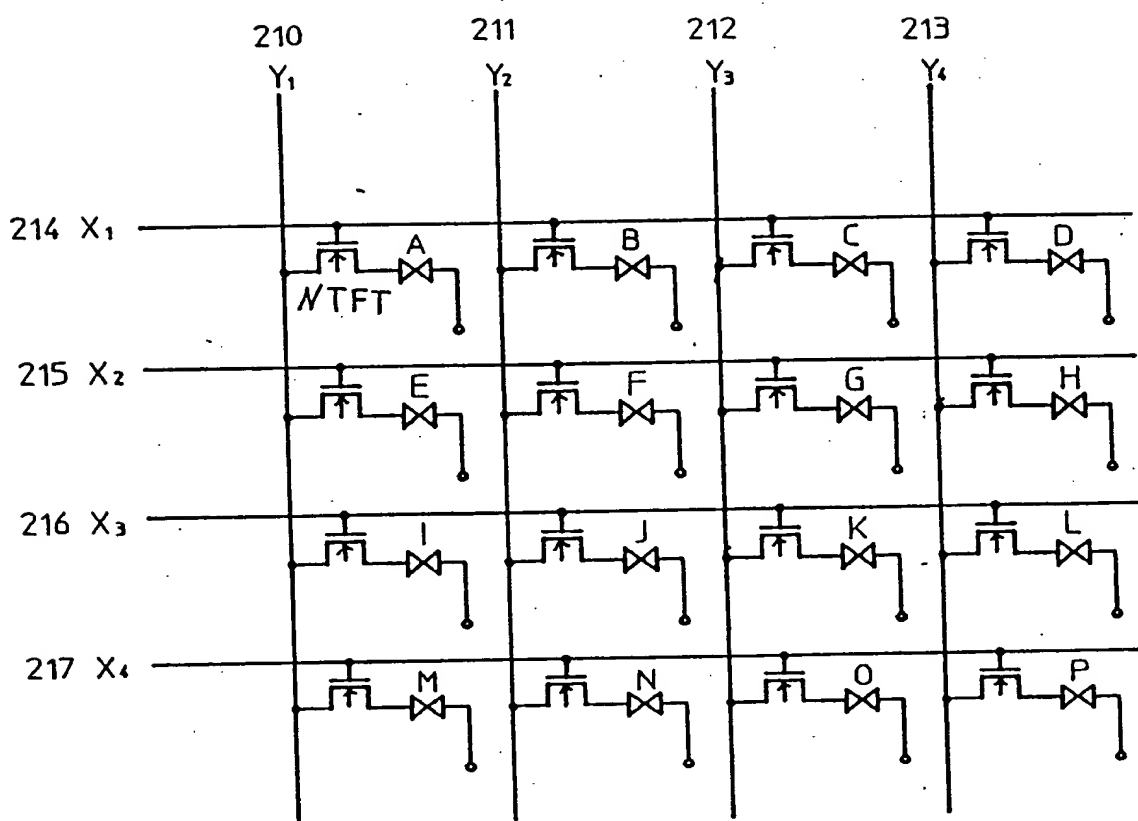 210 211 212 213
Y₁ Y₂ Y₃ Y₄
214 X₁
A B C D
NTFT
215 X₂
E F G H
216 X₃
I J K L
217 X₄
M N O P